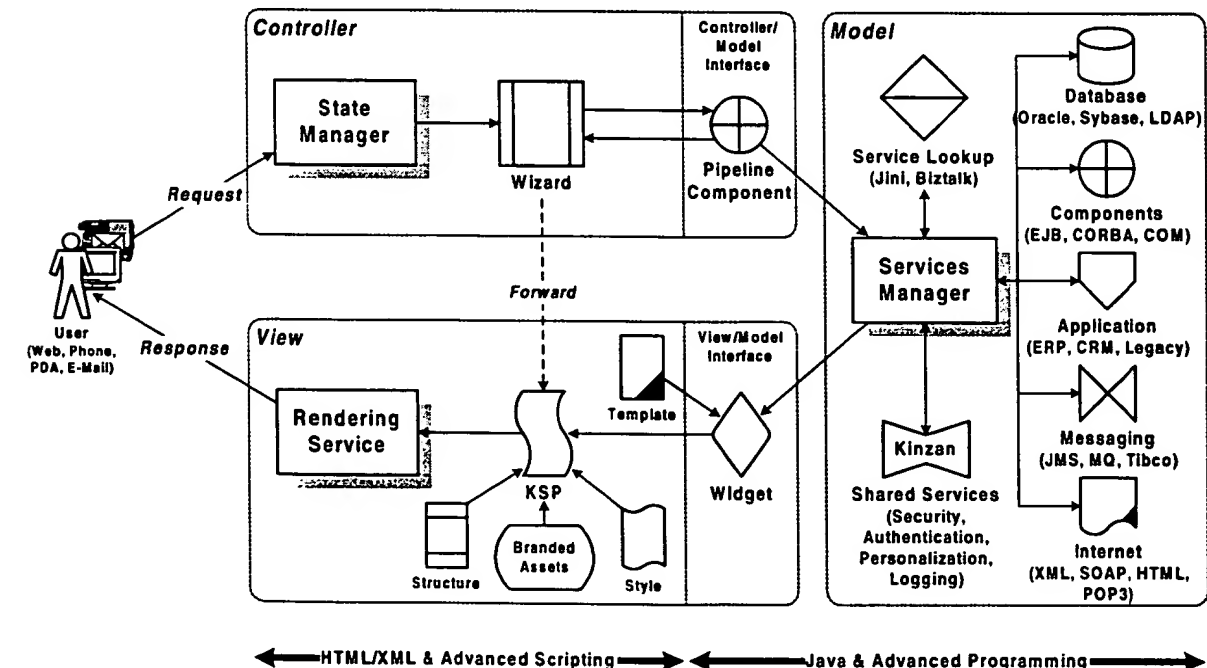 Controller
State
Manager
Wizard
Controller/
Model
Interface
Pipeline
Component
Request
Forward
User
(Web, Phone,
PDA, E-Mail)
Response
View
Rendering
Service
Template
KSP
Structure
Branded
Assets
Style
View/Model
Interface
Widget
Model
Service Lookup
(Jini, Biztalk)
Services
Manager
Kinzan
Shared Services
(Security,
Authentication,
Personalization,
Logging)
Database
(Oracle, Sybase, LDAP)
Components
(EJB, CORBA, COM)
Application
(ERP, CRM, Legacy)
Messaging
(JMS, MQ, Tibco)
Internet
(XML, SOAP, HTML,
POP3)
HTML/XML & Advanced Scripting
Java & Advanced Programming